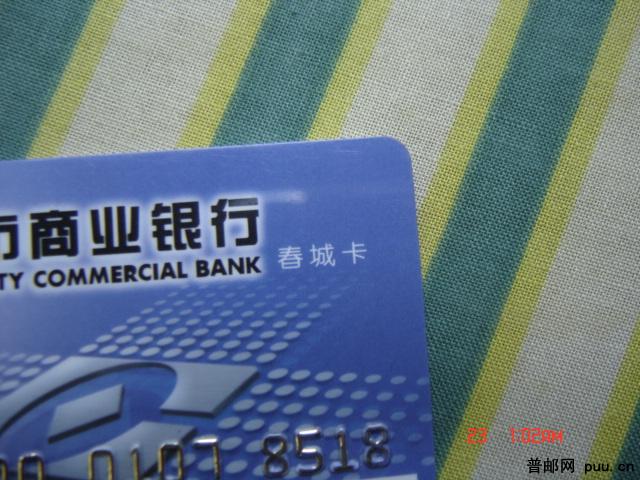 市商业银行
TY COMMERCIAL BANK 春城卡
00 0107 8518
23 1:02AM
普邮网 puu.cn